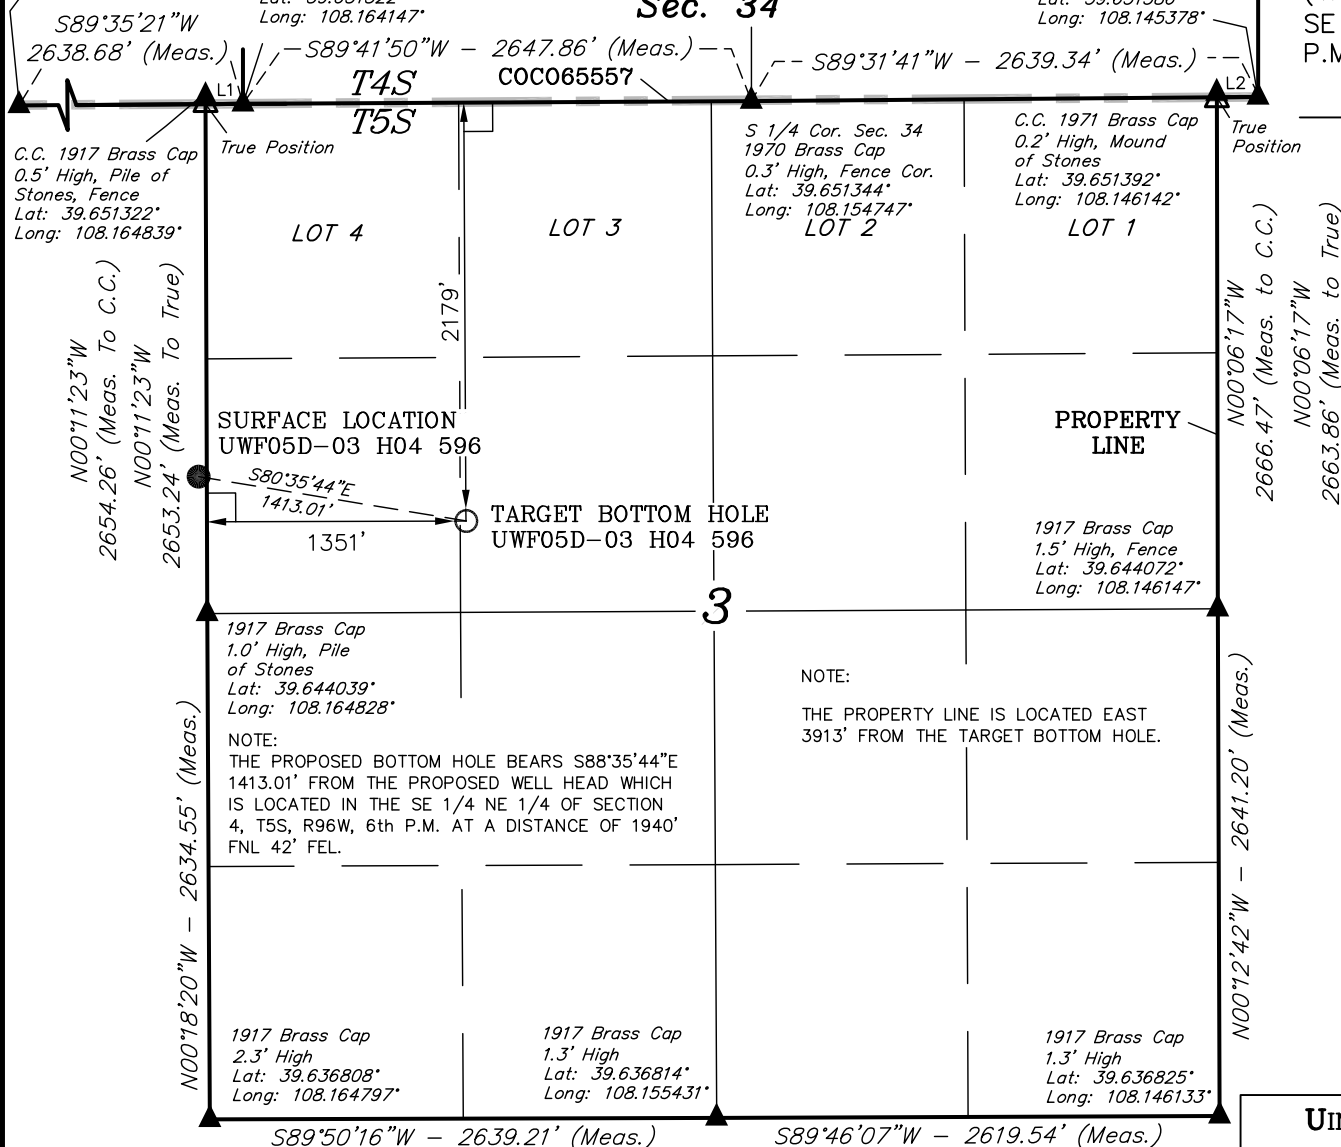 S89°35'21"W
2638.68' (Meas.)
Long: 108.164147°
Sec. 34
Long: 108.145378°
SE
P.M
S89°41'50"W – 2647.86' (Meas.)
S89°31'41"W – 2639.34' (Meas.)
COC065557
L1
T4S
T5S
L2
True Position
C.C. 1917 Brass Cap
0.5' High, Pile of
Stones, Fence
Lat: 39.651322°
Long: 108.164839°
S 1/4 Cor. Sec. 34
1970 Brass Cap
0.3' High, Fence Cor.
Lat: 39.651344°
Long: 108.154747°
C.C. 1971 Brass Cap
0.2' High, Mound
of Stones
Lat: 39.651392°
Long: 108.146142°
True
Position
LOT 4
LOT 3
LOT 2
LOT 1
N00°11'23"W
2654.26' (Meas. To C.C.)
N00°11'23"W
2653.24' (Meas. To True)
2179'
N00°06'17"W
2666.47' (Meas. to C.C.)
N00°06'17"W
2663.86' (Meas. to True)
SURFACE LOCATION
UWF05D–03 H04 596
PROPERTY
LINE
S80°35'44"E
1413.01'
1351'
TARGET BOTTOM HOLE
UWF05D–03 H04 596
1917 Brass Cap
1.5' High, Fence
Lat: 39.644072°
Long: 108.146147°
3
1917 Brass Cap
1.0' High, Pile
of Stones
Lat: 39.644039°
Long: 108.164828°
NOTE:
THE PROPOSED BOTTOM HOLE BEARS S88°35'44"E
1413.01' FROM THE PROPOSED WELL HEAD WHICH
IS LOCATED IN THE SE 1/4 NE 1/4 OF SECTION
4, T5S, R96W, 6th P.M. AT A DISTANCE OF 1940'
FNL 42' FEL.
NOTE:
THE PROPERTY LINE IS LOCATED EAST
3913' FROM THE TARGET BOTTOM HOLE.
N00°18'20"W – 2634.55' (Meas.)
N00°12'42"W – 2641.20' (Meas.)
1917 Brass Cap
2.3' High
Lat: 39.636808°
Long: 108.164797°
1917 Brass Cap
1.3' High
Lat: 39.636814°
Long: 108.155431°
1917 Brass Cap
1.3' High
Lat: 39.636825°
Long: 108.146133°
S89°50'16"W – 2639.21' (Meas.)
S89°46'07"W – 2619.54' (Meas.)